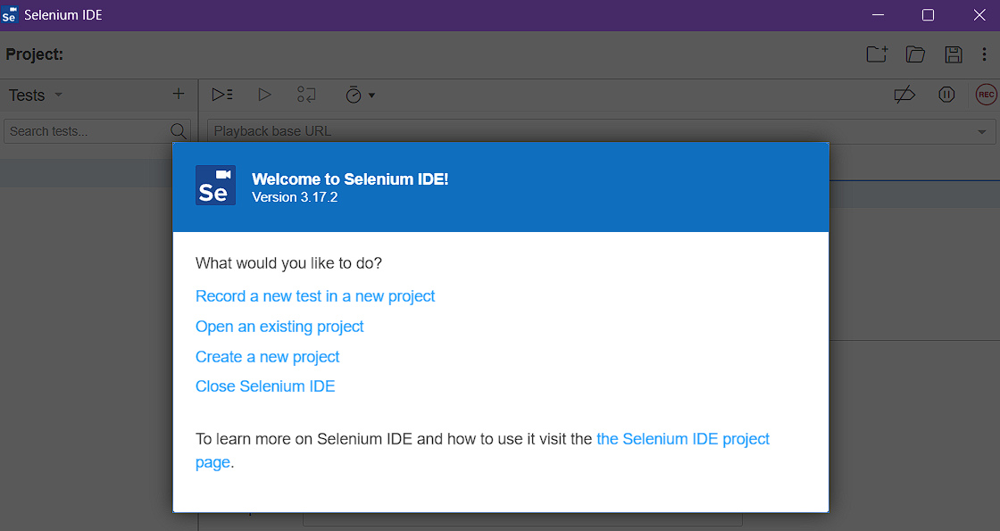 Se Selenium IDE
Project:
Tests
REC
Search tests...
Playback base URL
Se
Welcome to Selenium IDE!
Version 3.17.2
What would you like to do?
Record a new test in a new project
Open an existing project
Create a new project
Close Selenium IDE
To learn more on Selenium IDE and how to use it visit the the Selenium IDE project
page.